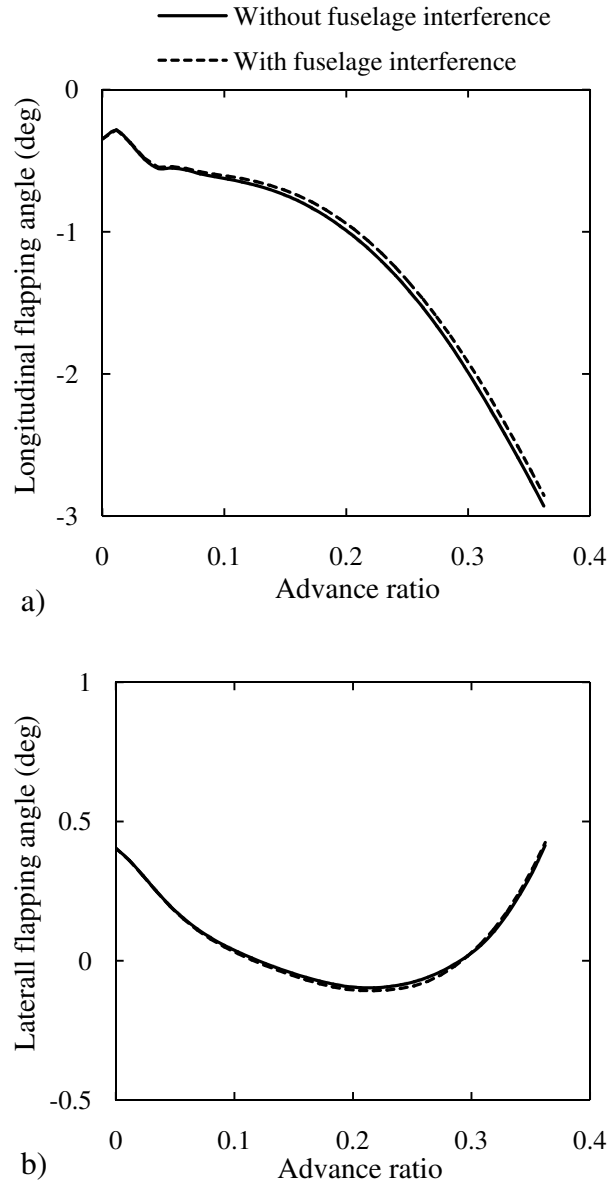 Without fuselage interference
With fuselage interference
0
-1
-2
-3
Longitudinal flapping angle (deg)
0
0.1
0.2
0.3
0.4
Advance ratio
a)
1
0.5
0
-0.5
Laterall flapping angle (deg)
0
0.1
0.2
0.3
0.4
Advance ratio
b)